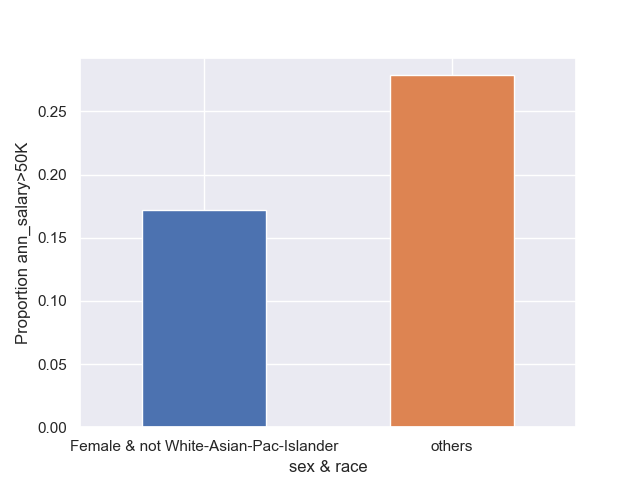 Proportion ann_salary>50K
0.25
0.20
0.15
0.10
0.05
0.00
Female & not White-Asian-Pac-Islander
others
sex & race